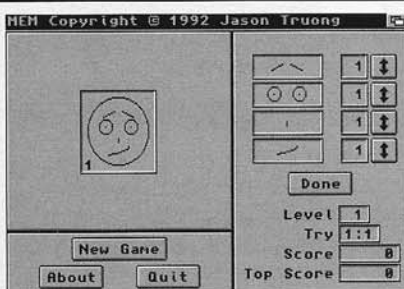 MEM Copyright © 1992 Jason Truong
1
1
1
1
1
Done
Level 1
Try 1:1
Score 0
Top Score 0
New Game
About Quit